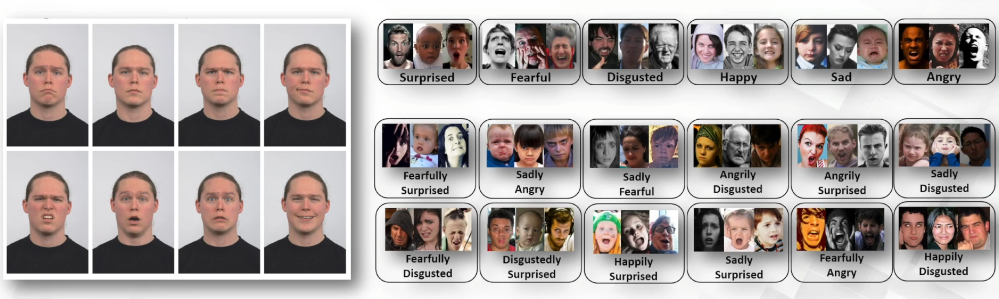 Surprised
Fearful
Disgusted
Happy
Sad
Angry
Fearfully
Surprised
Sadly
Angry
Sadly
Fearful
Angrily
Disgusted
Angrily
Surprised
Sadly
Disgusted
Fearfully
Disgusted
Disgustedly
Surprised
Happily
Surprised
Sadly
Surprised
Fearfully
Angry
Happily
Disgusted